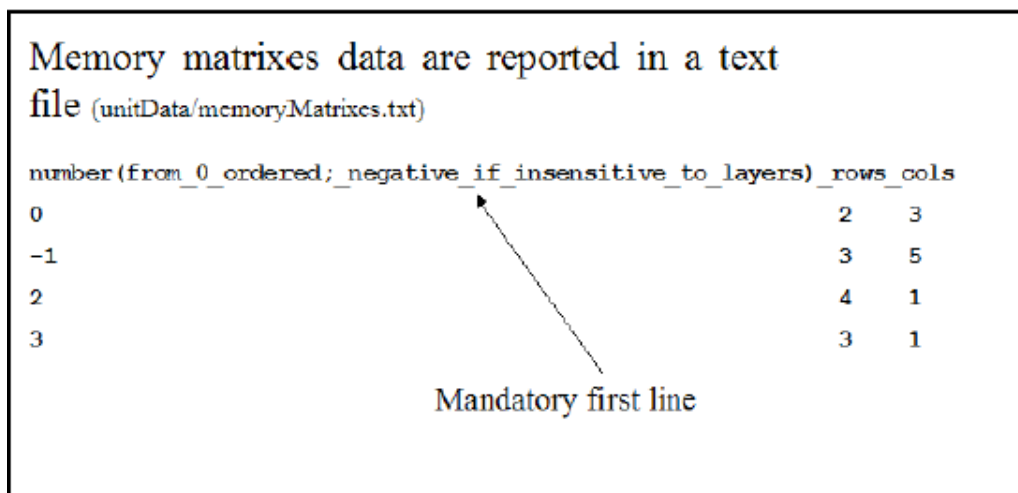 Memory matrixes data are reported in a text
file (unitData/memoryMatrixes.txt)
number(from_0_ordered;_negative_if_insensitive_to_layers)_rows_cols
0 2 3
-1 3 5
2 4 1
3 3 1
Mandatory first line